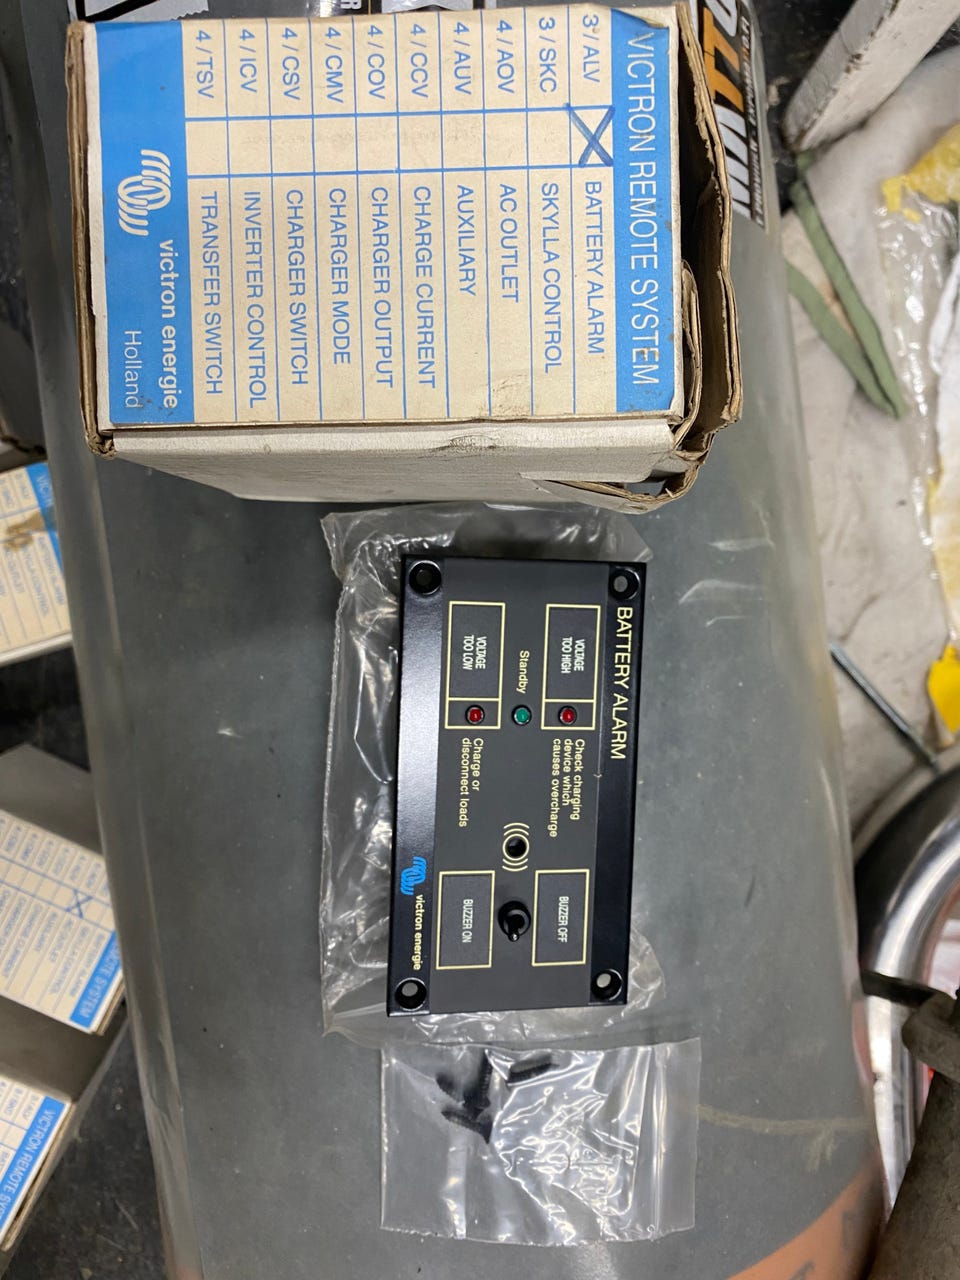 VICTRON REMOTE SYSTEM
3 / ALV X BATTERY ALARM
3 / SKC SKYLLA CONTROL
4 / AOV AC OUTLET
4 / AUV AUXILIARY
4 / CCV CHARGE CURRENT
4 / COV CHARGER OUTPUT
4 / CMV CHARGER MODE
4 / CSV CHARGER SWITCH
4 / ICV INVERTER CONTROL
4 / TSV TRANSFER SWITCH
victron energie
Holland
BATTERY ALARM
VOLTAGE
TOO HIGH
Check charging
device which
causes overcharge
Standby
VOLTAGE
TOO LOW
Charge or
disconnect loads
BUZZER OFF
BUZZER ON
victron energie
VICTRON REMOTE SYS